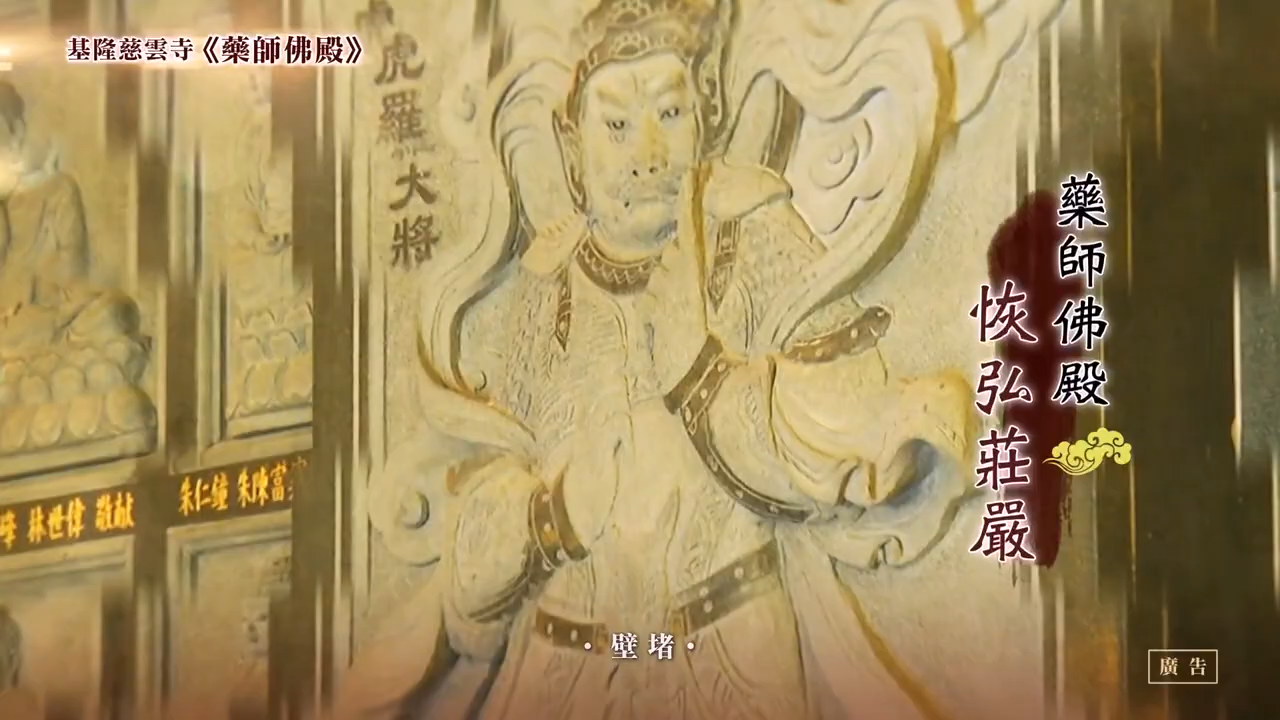 基隆慈雲寺《藥師佛殿》
虎羅大將
藥師佛殿
恢弘莊嚴
林世偉 敬献
朱仁鐘 朱陳富
·壁堵·
廣告